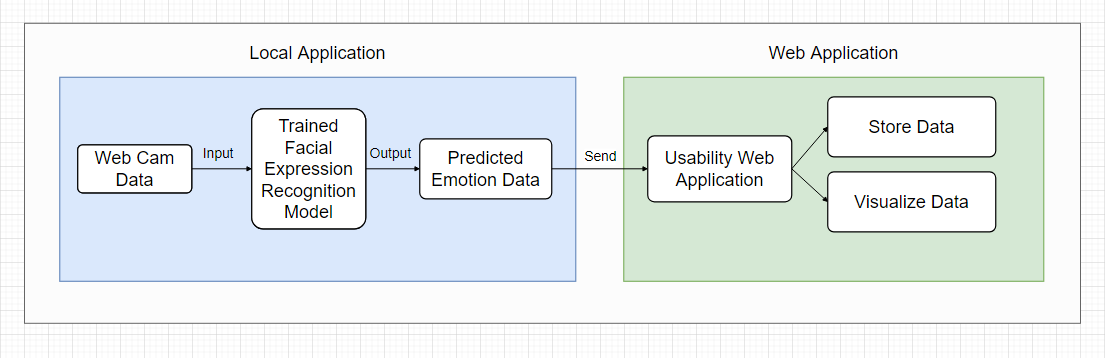 Local Application
Web Application
Web Cam
Data
Input
Trained
Facial
Expression
Recognition
Model
Output
Predicted
Emotion Data
Send
Usability Web
Application
Store Data
Visualize Data